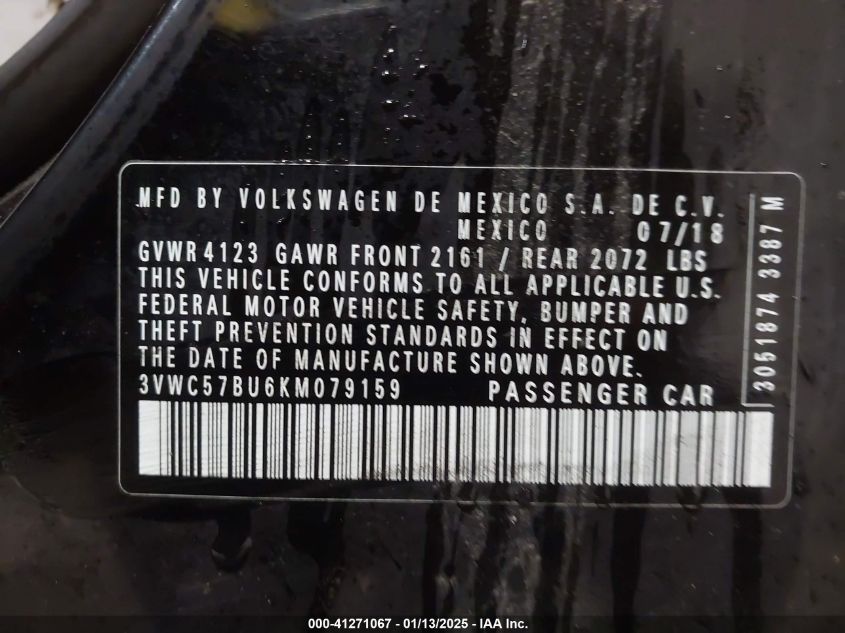 MFD BY VOLKSWAGEN DE MEXICO S.A. DE C.V.
MEXICO 07/18
GVWR 4123 GAWR FRONT 2161 / REAR 2072 LBS
THIS VEHICLE CONFORMS TO ALL APPLICABLE U.S.
FEDERAL MOTOR VEHICLE SAFETY, BUMPER AND
THEFT PREVENTION STANDARDS IN EFFECT ON
THE DATE OF MANUFACTURE SHOWN ABOVE.
3VWC57BU6KM079159 PASSENGER CAR
3051874 3387 M
000-41271067 - 01/13/2025 - IAA Inc.